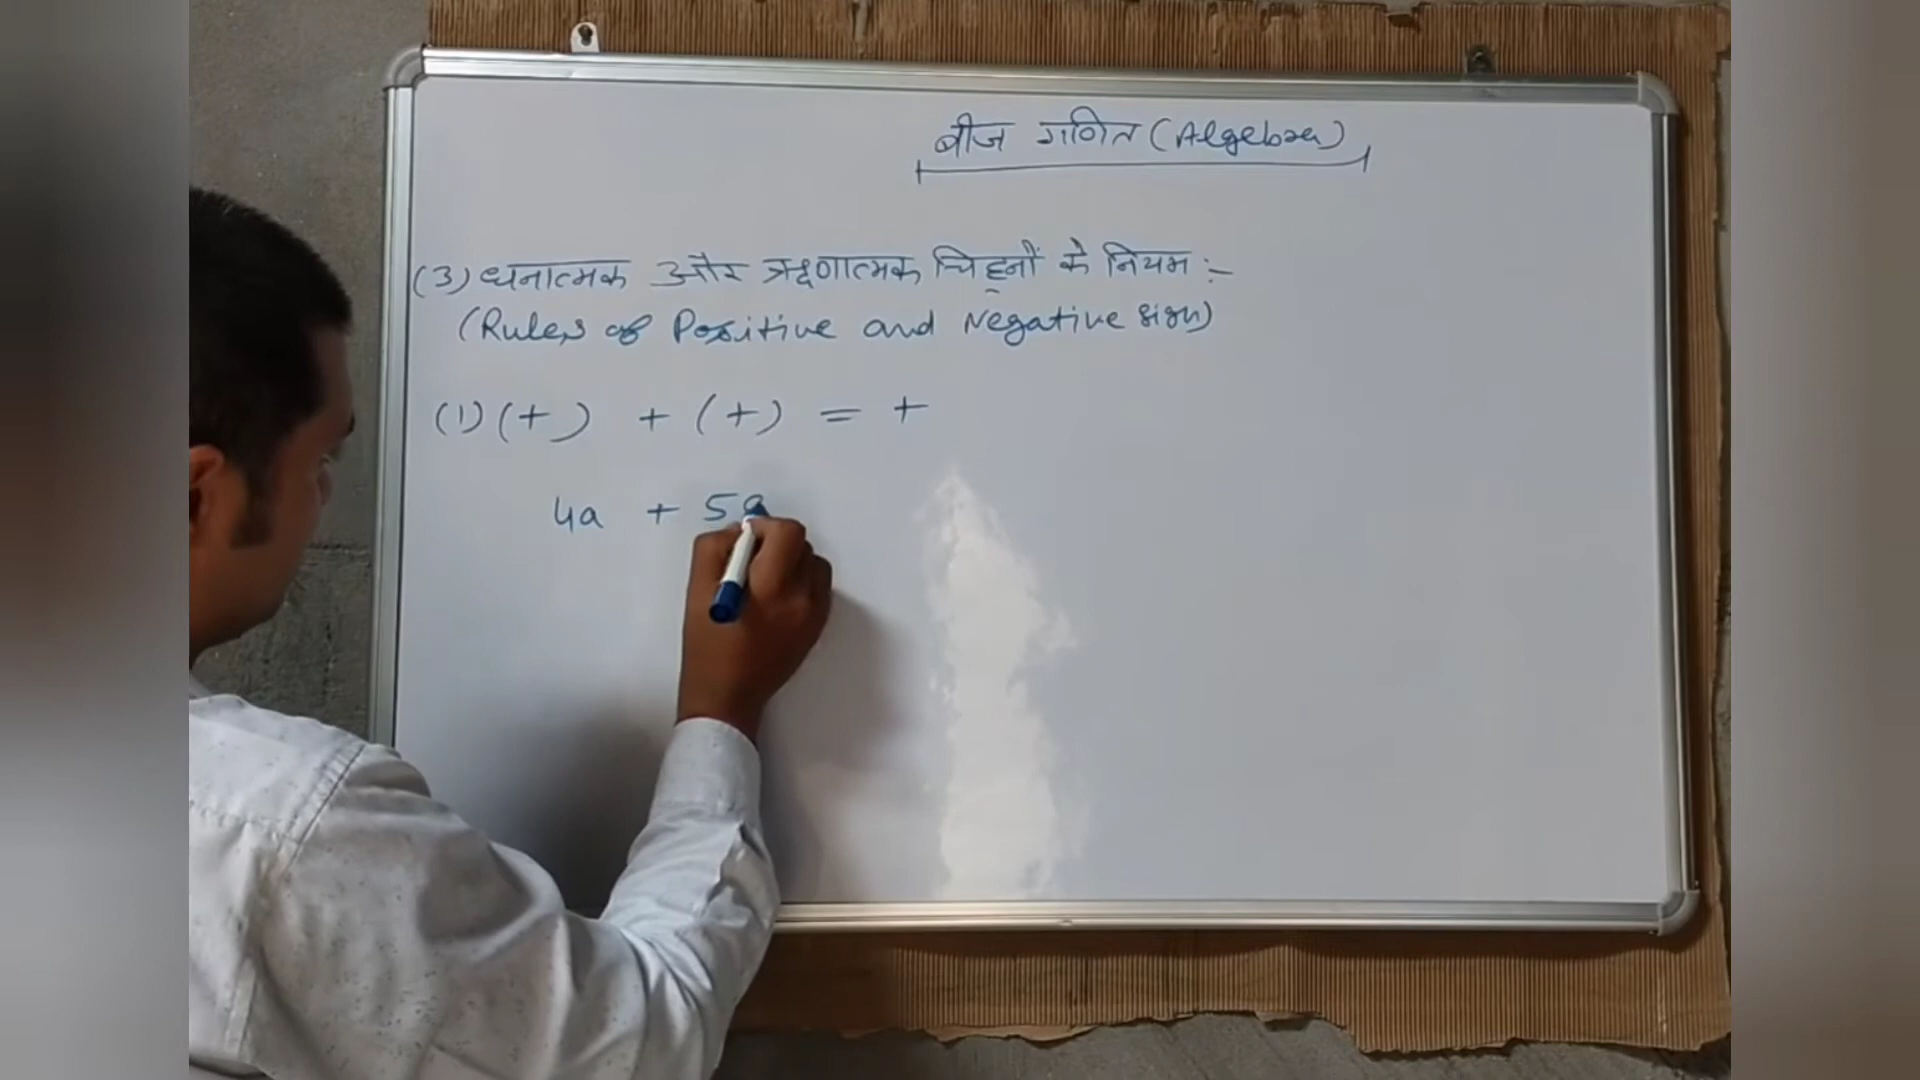 बीज गणित (Algebra)
(3) धनात्मक और ऋणात्मक चिह्नों के नियम :-
(Rules of Positive and Negative sign)
(1) (+) + (+) = +
4a + 5a